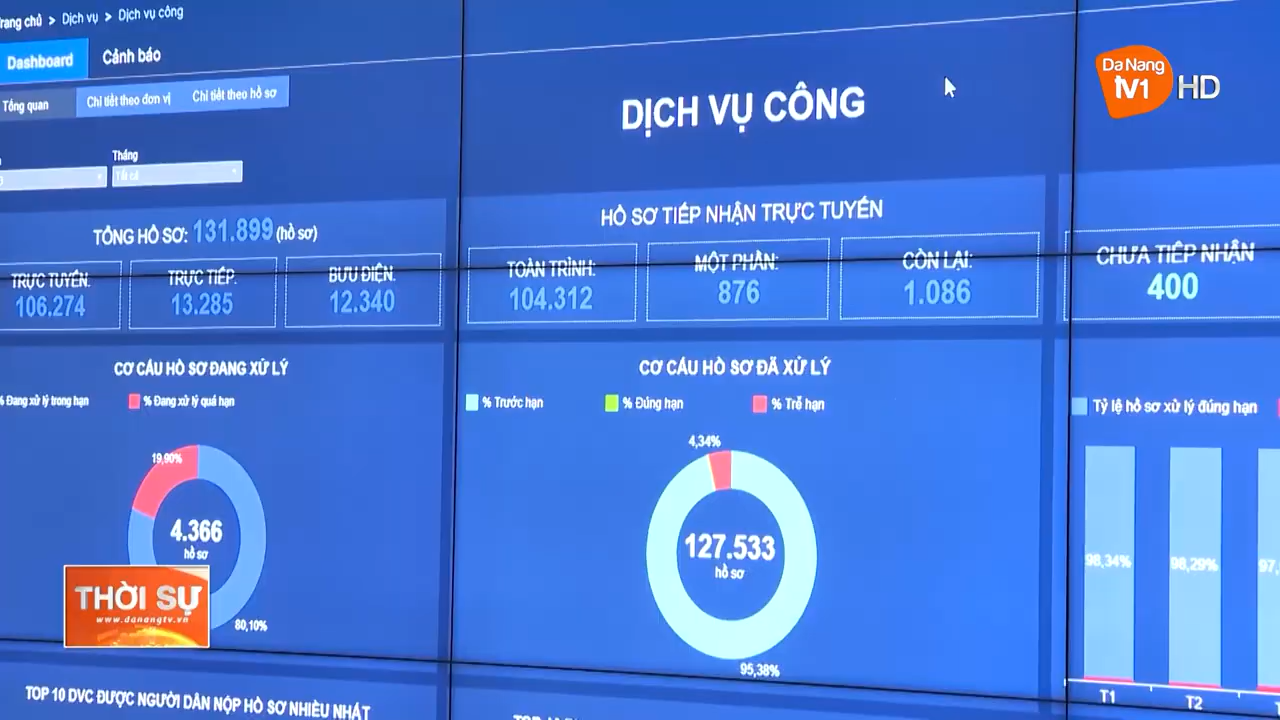 Trang chủ > Dịch vụ > Dịch vụ công
Dashboard Cảnh báo
Tổng quan Chi tiết theo đơn vị Chi tiết theo hồ sơ
Tháng
Tất cả
DỊCH VỤ CÔNG
Da Nang
TV1 HD
TỔNG HỒ SƠ: 131.899 (hồ sơ)
TRỰC TUYẾN: TRỰC TIẾP: BƯU ĐIỆN:
106.274 13.285 12.340
HỒ SƠ TIẾP NHẬN TRỰC TUYẾN
TOÀN TRÌNH: MỘT PHẦN: CÒN LẠI:
104.312 876 1.086
CHƯA TIẾP NHẬN
400
CƠ CẤU HỒ SƠ ĐANG XỬ LÝ
% Đang xử lý trong hạn % Đang xử lý quá hạn
19,90%
4.366
hồ sơ
80,10%
CƠ CẤU HỒ SƠ ĐÃ XỬ LÝ
% Trước hạn % Đúng hạn % Trễ hạn
4,34%
127.533
hồ sơ
95,38%
Tỷ lệ hồ sơ xử lý đúng hạn
98,34% 98,29% 97,
T1 T2
THỜI SỰ
www.danangtv.vn
TOP 10 DVC ĐƯỢC NGƯỜI DÂN NỘP HỒ SƠ NHIỀU NHẤT